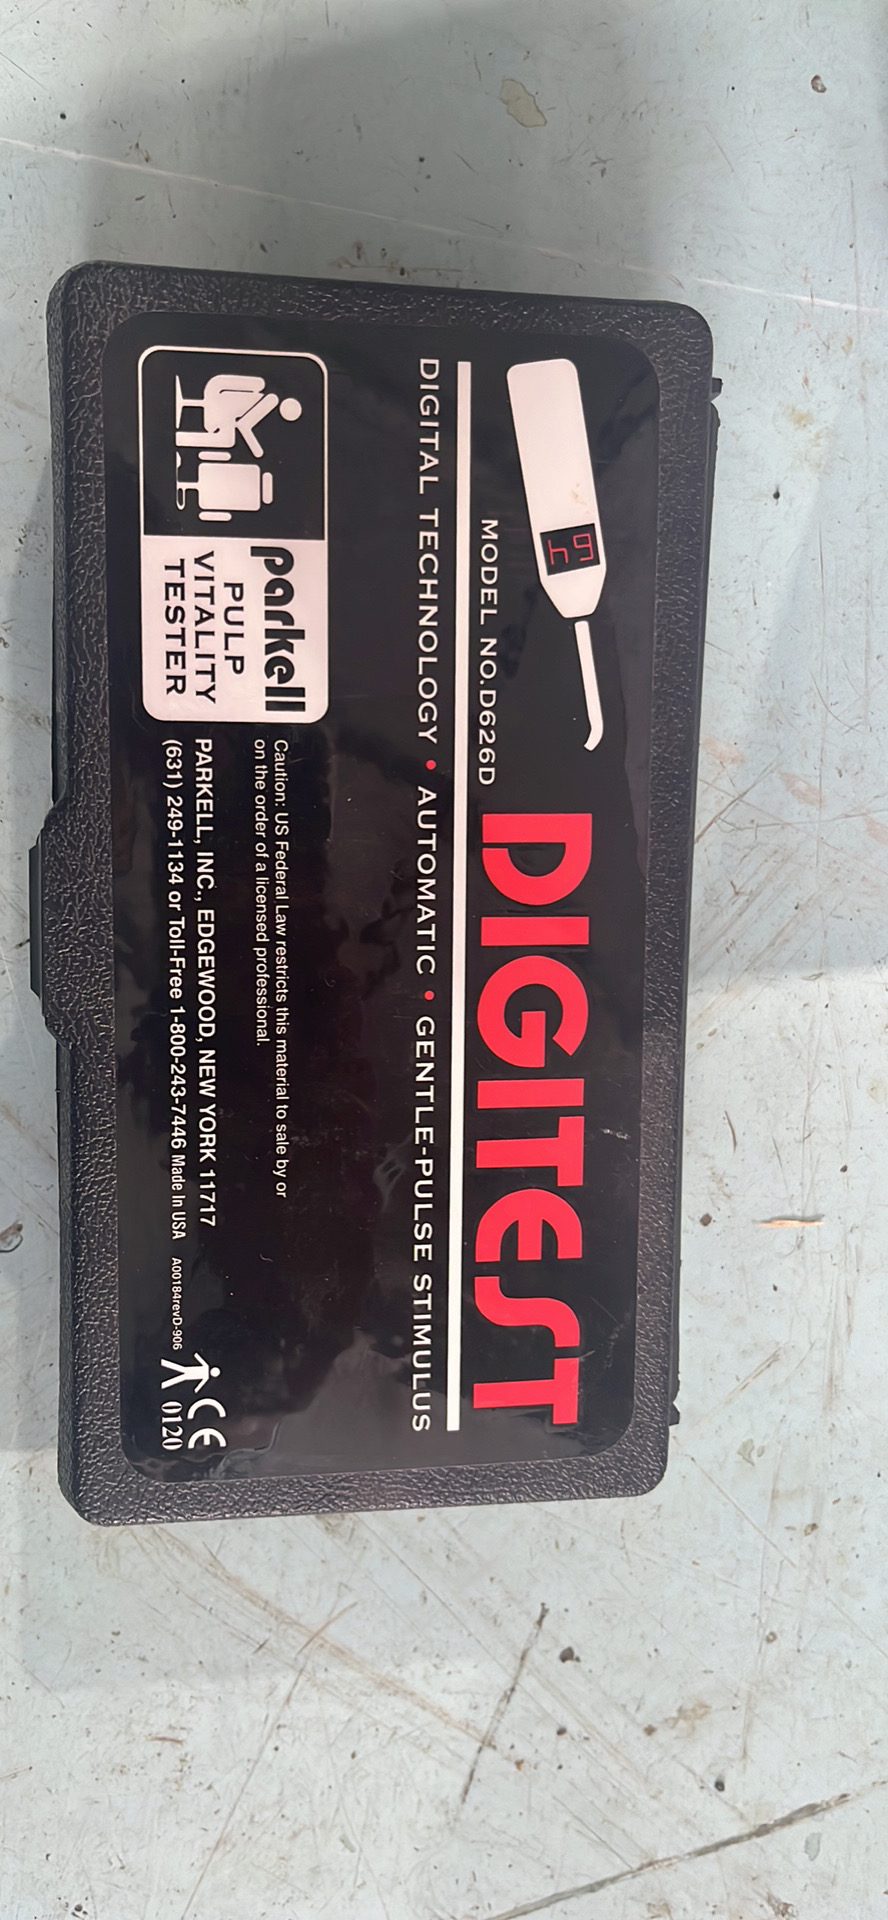 DIGITEST
MODEL NO.D626D
DIGITAL TECHNOLOGY • AUTOMATIC • GENTLE-PULSE STIMULUS
parkell
PULP
VITALITY
TESTER
Caution: US Federal Law restricts this material to sale by or
on the order of a licensed professional.
PARKELL, INC., EDGEWOOD, NEW YORK 11717
(631) 249-1134 or Toll-Free 1-800-243-7446 Made In USA A00184revD-906
CE
0120